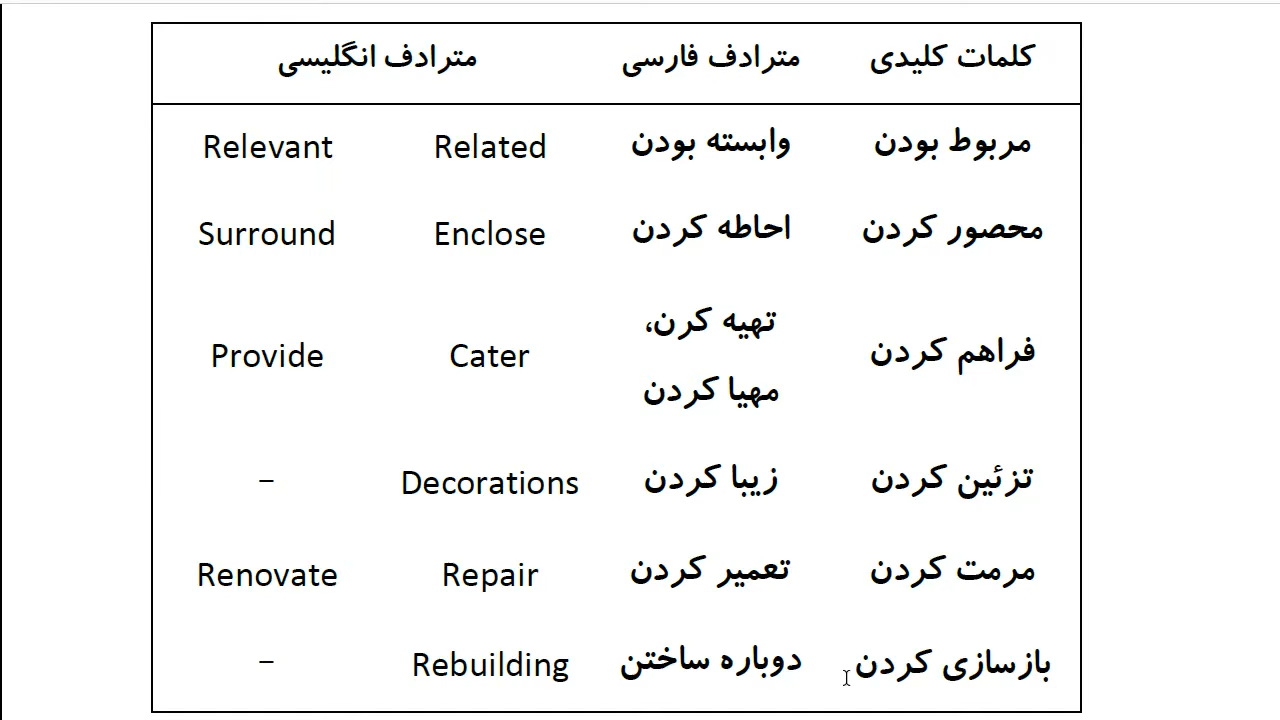 کلمات کلیدی مترادف فارسی مترادف انگلیسی
مربوط بودن وابسته بودن Related Relevant
محصور کردن احاطه کردن Enclose Surround
فراهم کردن تهیه کرن، مهیا کردن Cater Provide
تزئین کردن زیبا کردن Decorations –
مرمت کردن تعمیر کردن Repair Renovate
بازسازی کردن دوباره ساختن Rebuilding –